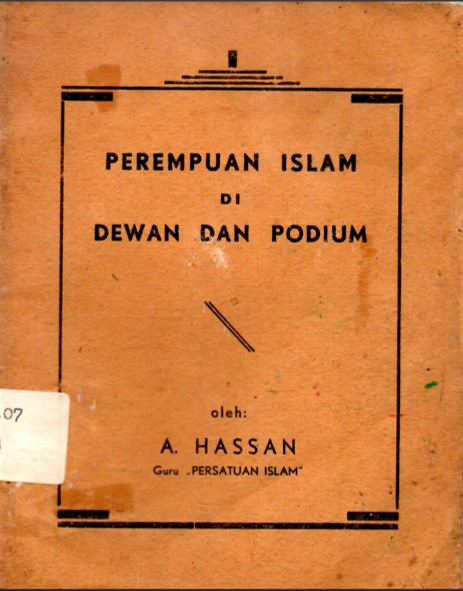 PEREMPUAN ISLAM
DI
DEWAN DAN PODIUM
07
oleh:
A. HASSAN
Guru „PERSATUAN ISLAM"